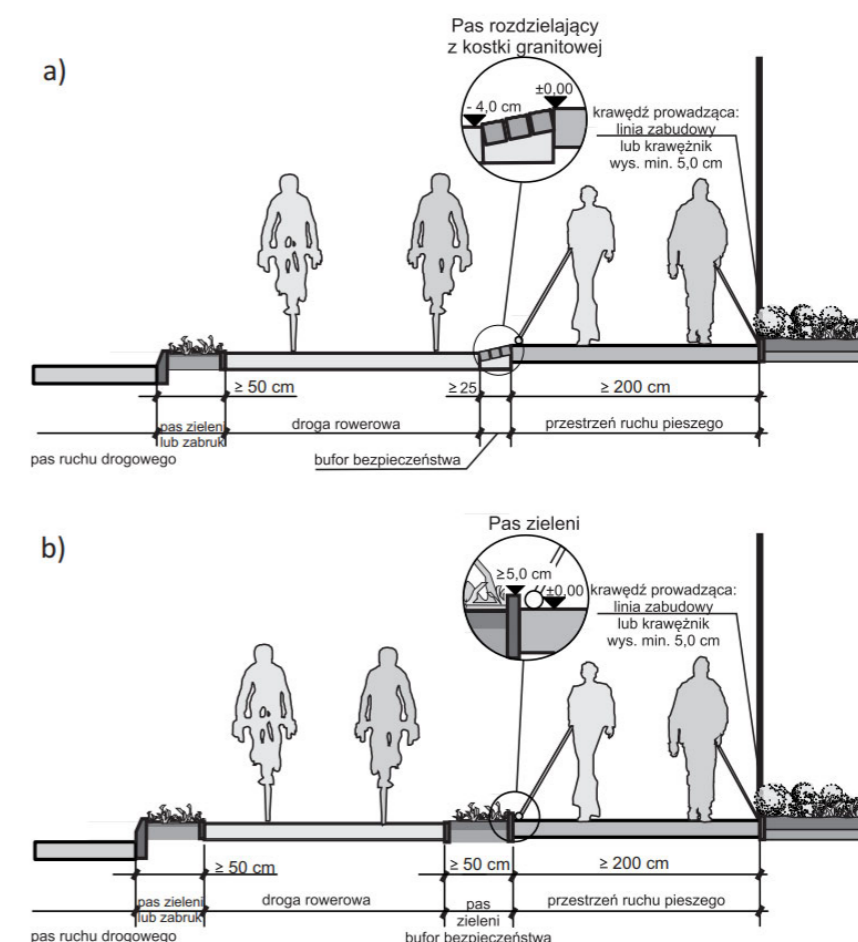 a)
Pas rozdzielający
z kostki granitowej
±0,00
- 4,0 cm
krawędź prowadząca:
linia zabudowy
lub krawężnik
wys. min. 5,0 cm
≥ 50 cm
≥ 25
≥ 200 cm
pas zieleni
lub zabruk
droga rowerowa
przestrzeń ruchu pieszego
pas ruchu drogowego
bufor bezpieczeństwa
b)
Pas zieleni
≥5,0 cm
±0,00
krawędź prowadząca:
linia zabudowy
lub krawężnik
wys. min. 5,0 cm
≥ 50 cm
≥ 50 cm
≥ 200 cm
pas zieleni
lub zabruk
droga rowerowa
pas
zieleni
przestrzeń ruchu pieszego
pas ruchu drogowego
bufor bezpieczeństwa